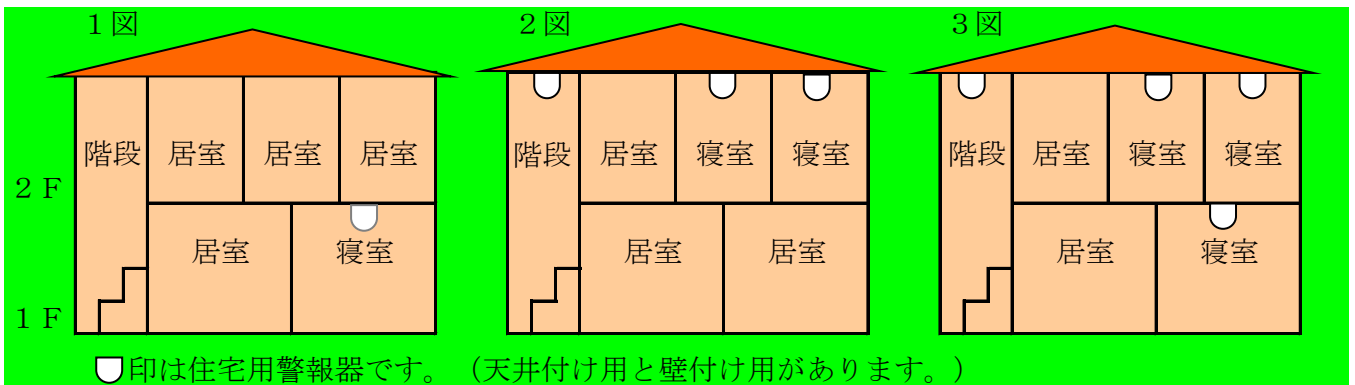 １図 ２図 ３図
階段 居室 居室 居室 階段 居室 寝室 寝室 階段 居室 寝室 寝室
２Ｆ
居室 寝室 居室 居室 居室 寝室
１Ｆ
印は住宅用警報器です。（天井付け用と壁付け用があります。）